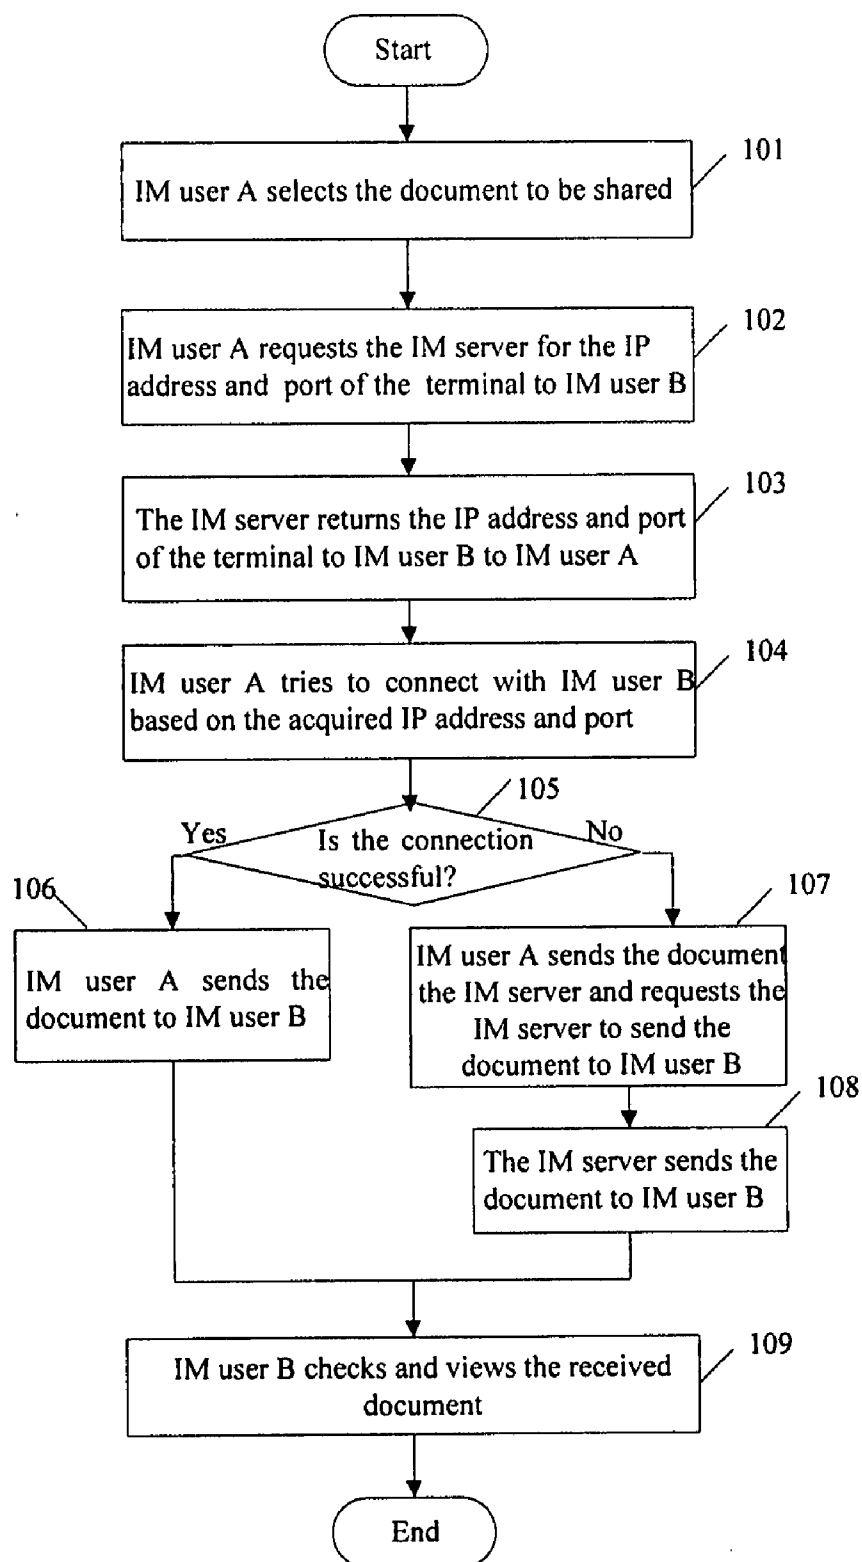 Start
101
IM user A selects the document to be shared
102
IM user A requests the IM server for the IP
address and port of the terminal to IM user B
103
The IM server returns the IP address and port
of the terminal to IM user B to IM user A
104
IM user A tries to connect with IM user B
based on the acquired IP address and port
105
Yes
Is the connection
successful?
No
106
IM user A sends the
document to IM user B
107
IM user A sends the document
the IM server and requests the
IM server to send the
document to IM user B
108
The IM server sends the
document to IM user B
109
IM user B checks and views the received
document
End